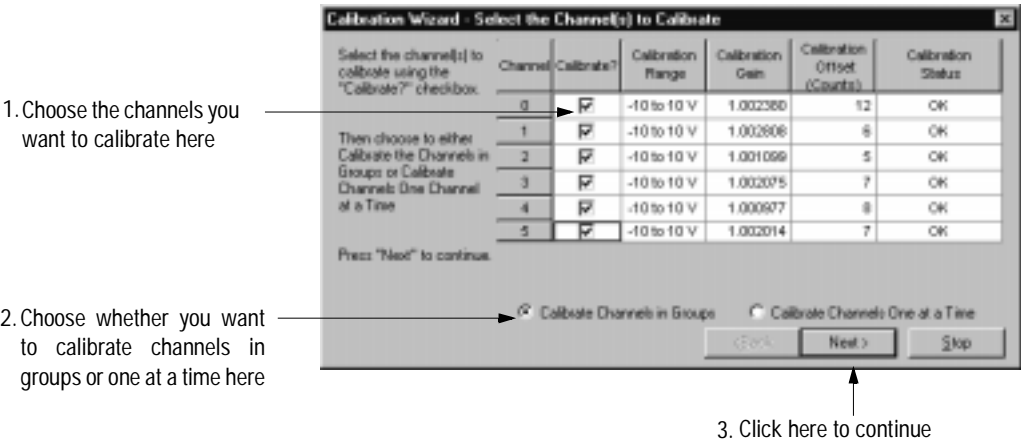 Calibration Wizard - Select the Channel(s) to Calibrate
Select the channel(s) to
calibrate using the
"Calibrate?" checkbox.
Then choose to either
Calibrate the Channels in
Groups or Calibrate
Channels One Channel
at a Time
Press "Next" to continue.
Channel Calibrate? Calibration Range Calibration Gain Calibration Offset (Counts) Calibration Status
0 -10 to 10 V 1.002380 12 OK
1 -10 to 10 V 1.002808 6 OK
2 -10 to 10 V 1.001099 5 OK
3 -10 to 10 V 1.002075 7 OK
4 -10 to 10 V 1.000977 8 OK
5 -10 to 10 V 1.002014 7 OK
Calibrate Channels in Groups Calibrate Channels One at a Time
<Back Next > Stop
1. Choose the channels you
want to calibrate here
2. Choose whether you want
to calibrate channels in
groups or one at a time here
3. Click here to continue